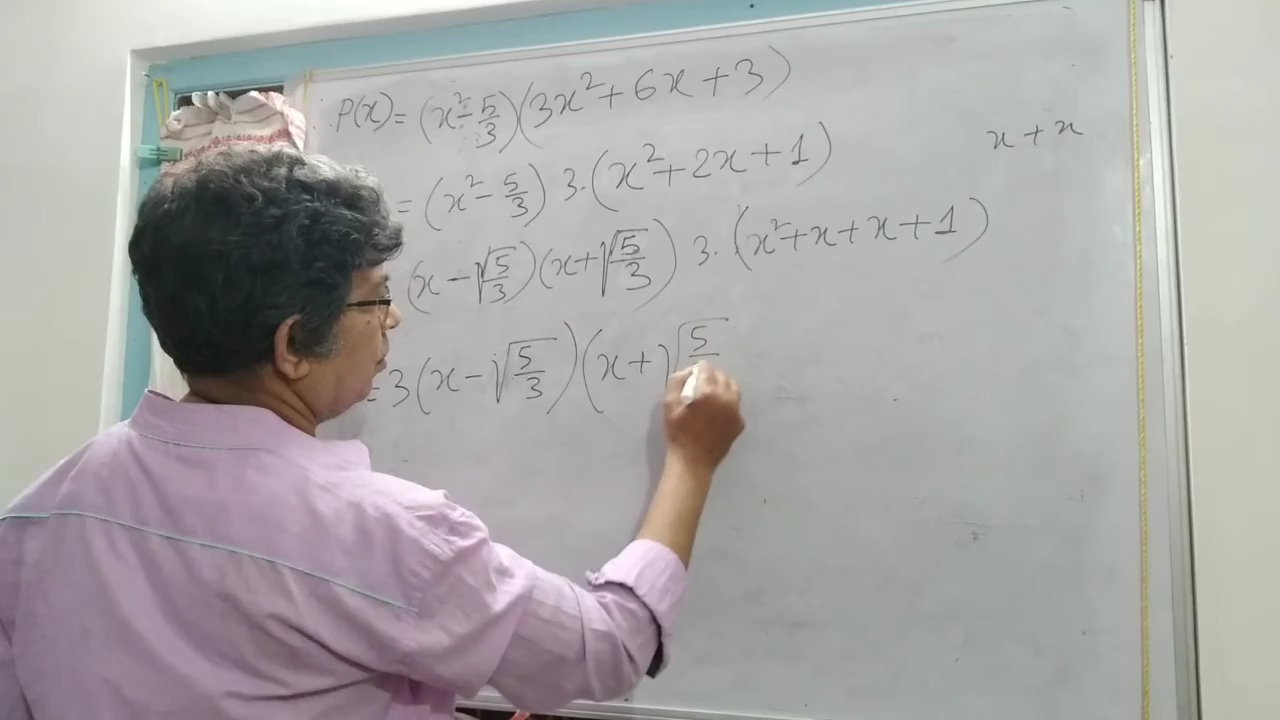 P(x) = (x² - 5/3)(3x² + 6x + 3)
= (x² - 5/3) 3.(x² + 2x + 1)
x + x
(x - √5/3)(x + √5/3) 3.(x² + x + x + 1)
= 3(x - √5/3)(x + √5